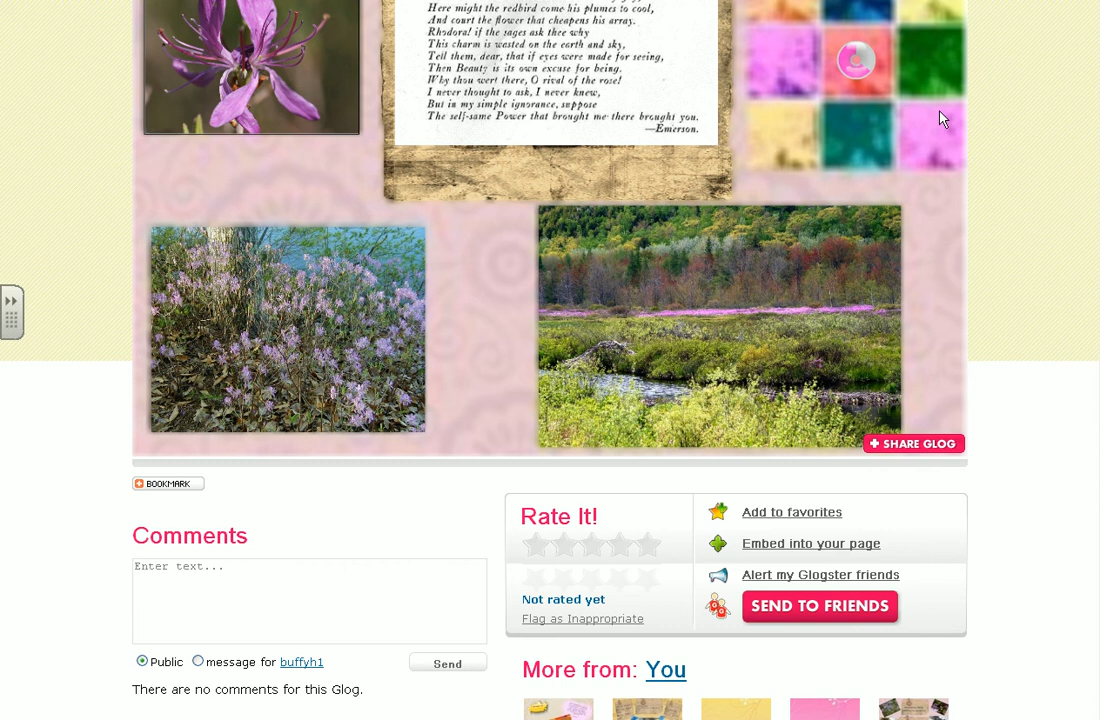 Here might the redbird come his plumes to cool,
And court the flower that cheapens his array.
Rhodora! if the sages ask thee why
This charm is wasted on the earth and sky,
Tell them, dear, that if eyes were made for seeing,
Then Beauty is its own excuse for being.
Why thou wert there, O rival of the rose!
I never thought to ask, I never knew,
But in my simple ignorance, suppose
The self-same Power that brought me there brought you.
—Emerson.
SHARE GLOG
BOOKMARK
Comments
Enter text...
Public message for buffyh1
Send
There are no comments for this Glog.
Rate It!
Not rated yet
Flag as Inappropriate
Add to favorites
Embed into your page
Alert my Glogster friends
SEND TO FRIENDS
More from: You